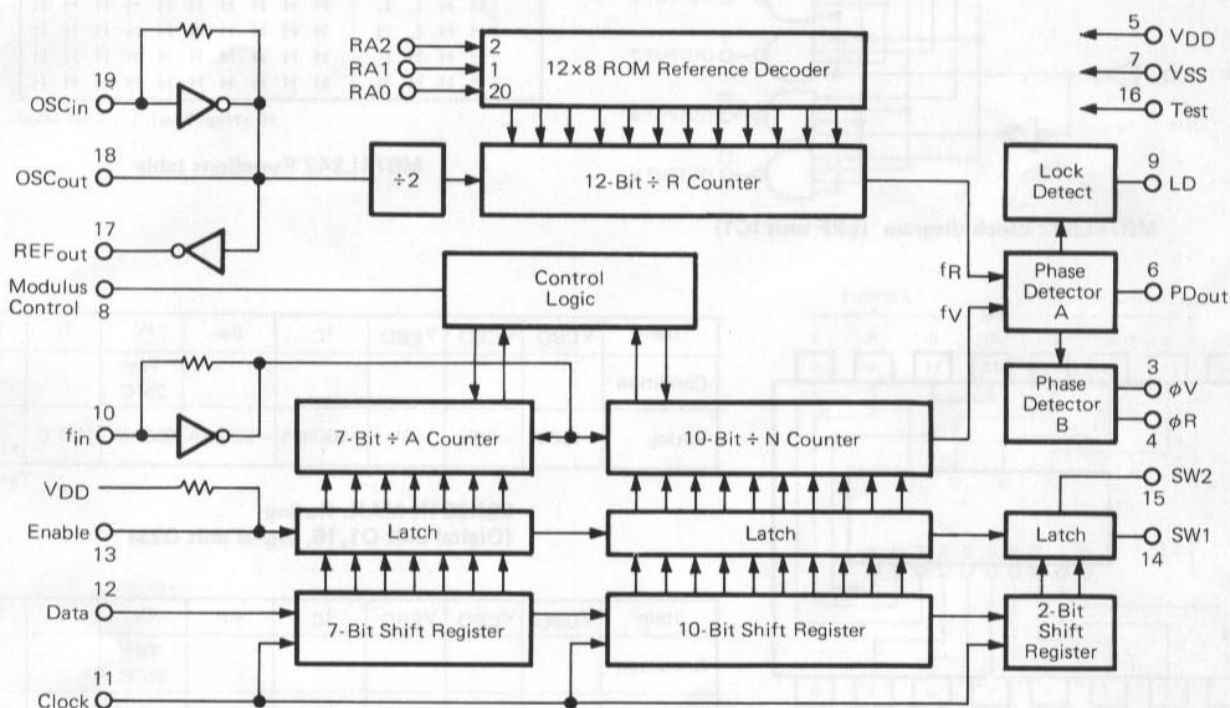 RA2
2
RA1
1
RA0
20
12x8 ROM Reference Decoder
5
VDD
7
VSS
16
Test
19
OSCin
18
OSCout
÷2
12-Bit ÷ R Counter
Lock
Detect
9
LD
17
REFout
Modulus
Control
8
Control
Logic
fR
fV
Phase
Detector
A
6
PDout
10
fin
7-Bit ÷ A Counter
10-Bit ÷ N Counter
Phase
Detector
B
3
φV
φR
4
SW2
15
VDD
Enable
13
Latch
Latch
Latch
SW1
14
12
Data
7-Bit Shift Register
10-Bit Shift Register
2-Bit
Shift
Register
11
Clock